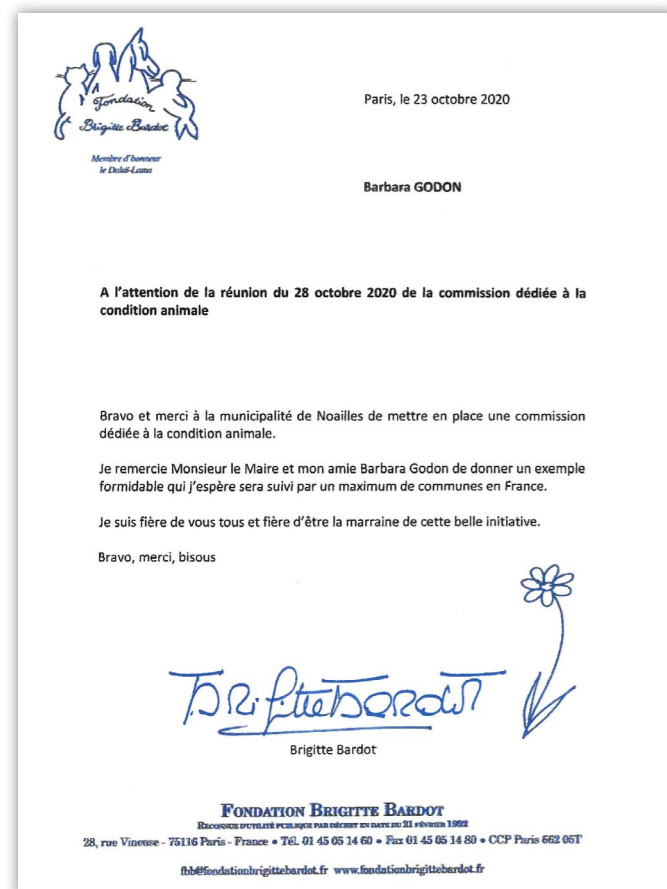 Fondation
Brigitte Bardot
Membre d'honneur
le Dalaï-Lama
Paris, le 23 octobre 2020
Barbara GODON
A l'attention de la réunion du 28 octobre 2020 de la commission dédiée à la
condition animale
Bravo et merci à la municipalité de Noailles de mettre en place une commission
dédiée à la condition animale.
Je remercie Monsieur le Maire et mon amie Barbara Godon de donner un exemple
formidable qui j'espère sera suivi par un maximum de communes en France.
Je suis fière de vous tous et fière d'être la marraine de cette belle initiative.
Bravo, merci, bisous
Brigitte Bardot
Brigitte Bardot
FONDATION BRIGITTE BARDOT
RECONNUE D'UTILITÉ PUBLIQUE PAR DÉCRET EN DATE DU 21 FÉVRIER 1992
28, rue Vineuse - 75116 Paris - France • Tél. 01 45 05 14 60 • Fax 01 45 05 14 80 • CCP Paris 662 05T
fbb@fondationbrigittebardot.fr www.fondationbrigittebardot.fr